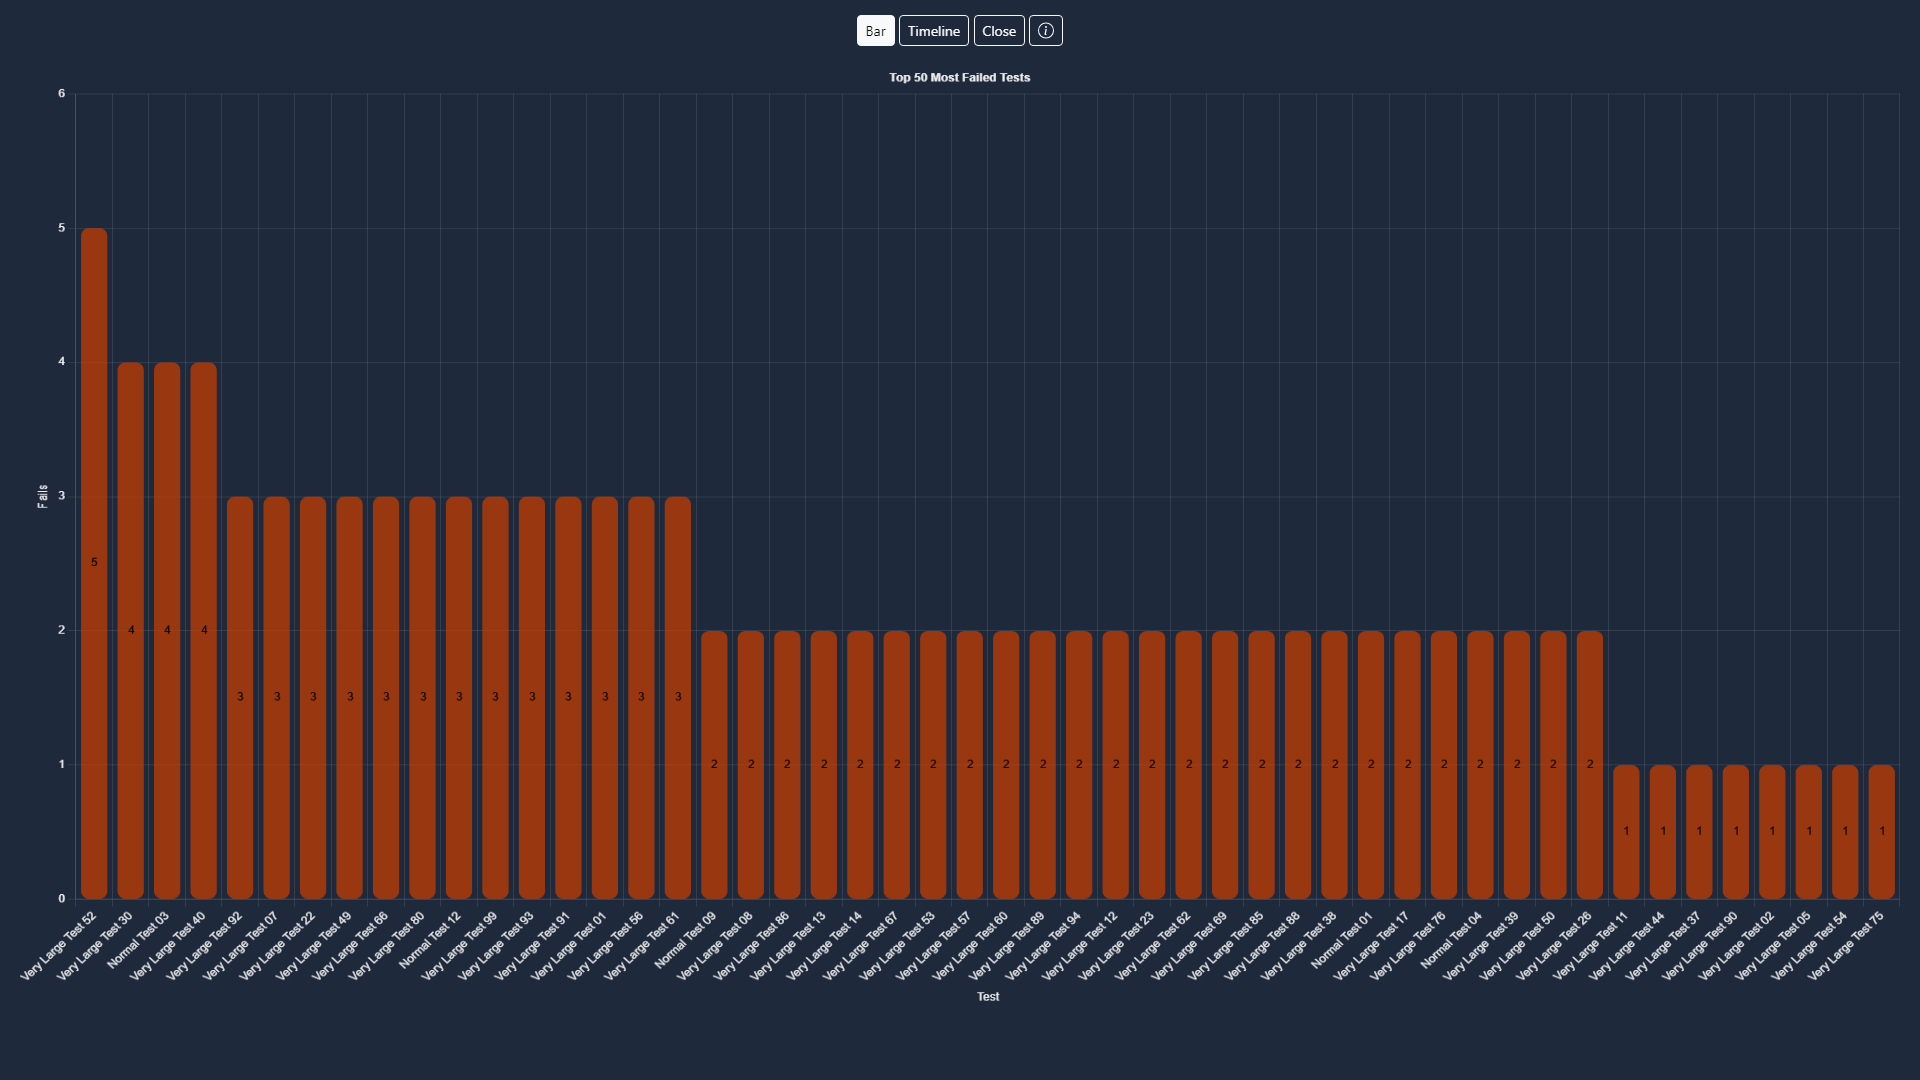 Bar Timeline Close
Top 50 Most Failed Tests
6
5
4
3
2
1
0
Fails
5 4 4 4 3 3 3 3 3 3 3 3 3 3 3 3 3 2 2 2 2 2 2 2 2 2 2 2 2 2 2 2 2 2 2 2 2 2 2 2 2 2 1 1 1 1 1 1 1 1
Very Large Test 52
Very Large Test 30
Normal Test 03
Very Large Test 40
Very Large Test 92
Very Large Test 07
Very Large Test 22
Very Large Test 49
Very Large Test 66
Very Large Test 80
Normal Test 12
Very Large Test 99
Very Large Test 93
Very Large Test 91
Very Large Test 01
Very Large Test 56
Very Large Test 61
Normal Test 09
Very Large Test 08
Very Large Test 86
Very Large Test 13
Very Large Test 14
Very Large Test 67
Very Large Test 53
Very Large Test 57
Very Large Test 60
Very Large Test 89
Very Large Test 94
Very Large Test 12
Very Large Test 23
Very Large Test 62
Very Large Test 69
Very Large Test 85
Very Large Test 88
Very Large Test 38
Normal Test 01
Very Large Test 17
Very Large Test 76
Normal Test 04
Very Large Test 39
Very Large Test 50
Very Large Test 26
Very Large Test 11
Very Large Test 44
Very Large Test 37
Very Large Test 90
Very Large Test 02
Very Large Test 05
Very Large Test 54
Very Large Test 75
Test